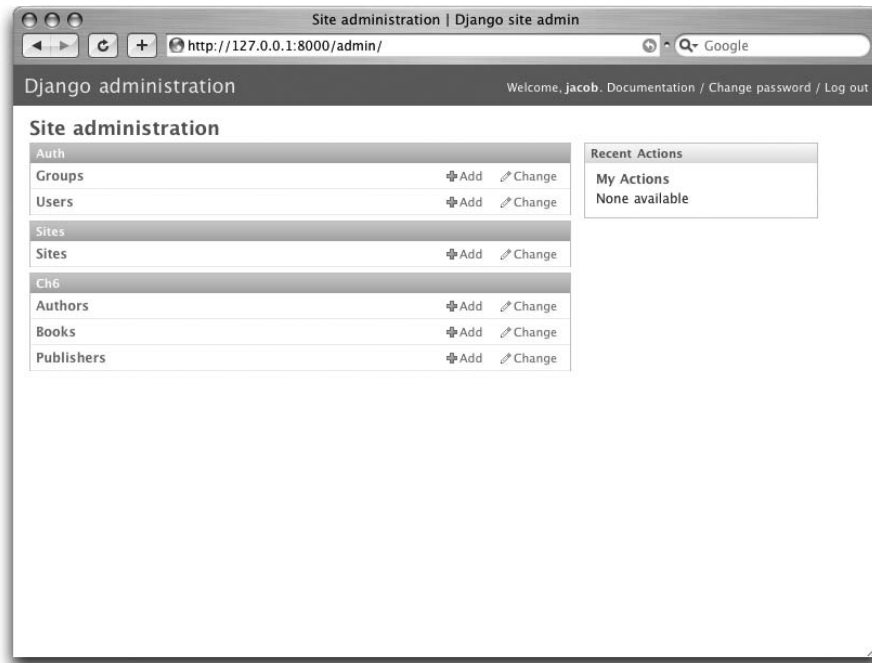 Site administration | Django site admin
http://127.0.0.1:8000/admin/
Google
Django administration
Welcome, jacob. Documentation / Change password / Log out
Site administration
Auth
Groups Add Change
Users Add Change
Sites
Sites Add Change
Ch6
Authors Add Change
Books Add Change
Publishers Add Change
Recent Actions
My Actions
None available